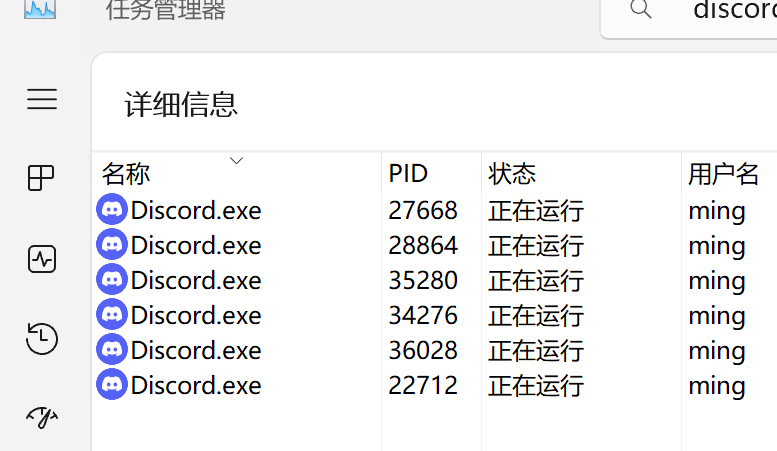 任务管理器
discord
详细信息
名称 PID 状态 用户名
Discord.exe 27668 正在运行 ming
Discord.exe 28864 正在运行 ming
Discord.exe 35280 正在运行 ming
Discord.exe 34276 正在运行 ming
Discord.exe 36028 正在运行 ming
Discord.exe 22712 正在运行 ming